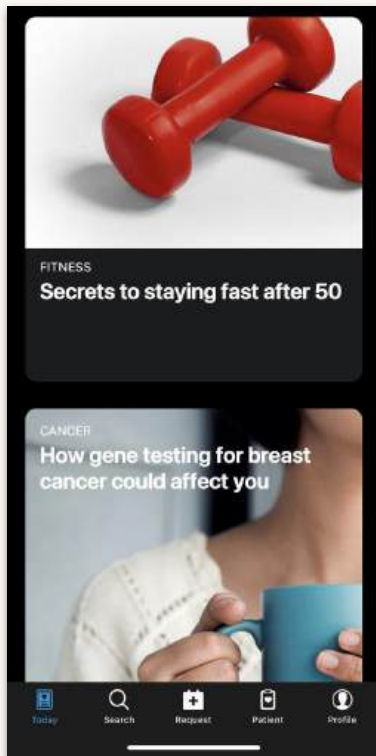 FITNESS
Secrets to staying fast after 50
CANCER
How gene testing for breast
cancer could affect you
Today
Search
Request
Patient
Profile